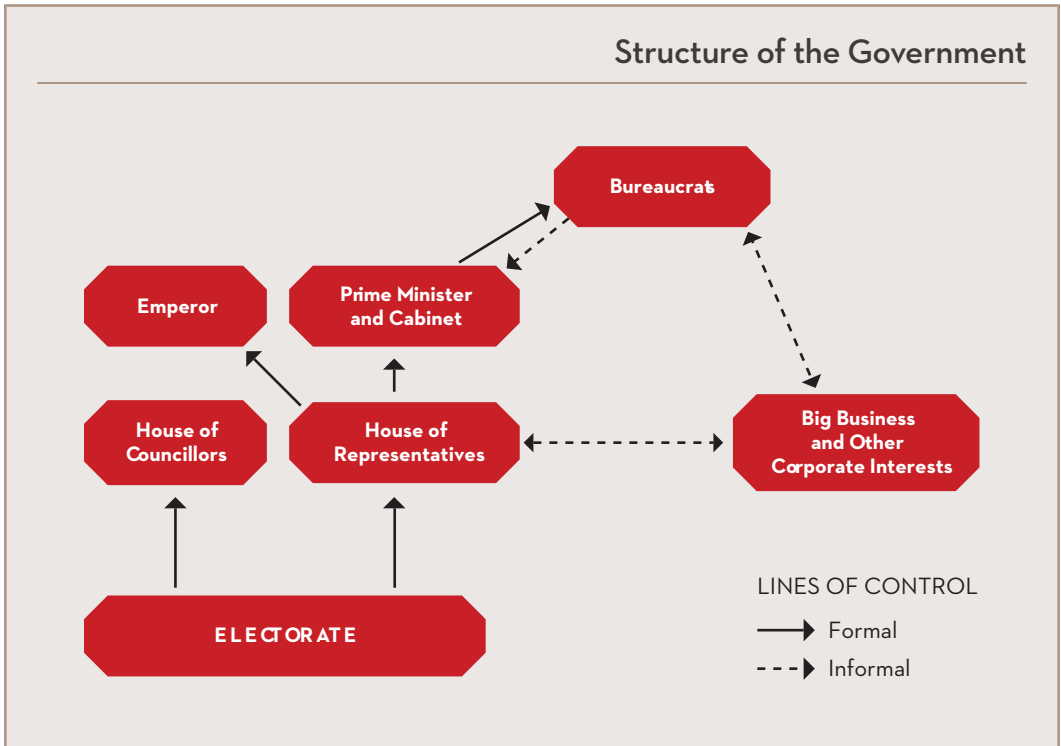 Structure of the Government
Bureaucrats
Emperor
Prime Minister
and Cabinet
House of
Councillors
House of
Representatives
Big Business
and Other
Corporate Interests
ELECTORATE
LINES OF CONTROL
Formal
Informal